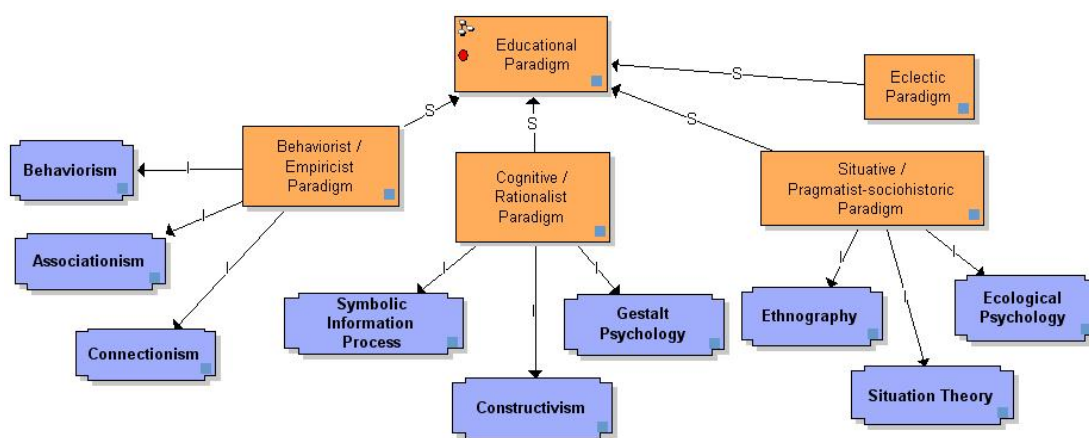 Educational
Paradigm
S
Eclectic
Paradigm
S
S
S
Behaviorist /
Empiricist
Paradigm
Cognitive /
Rationalist
Paradigm
Situative /
Pragmatist-sociohistoric
Paradigm
Behaviorism
I
I
Associationism
I
Connectionism
I
I
I
Symbolic
Information
Process
Gestalt
Psychology
Constructivism
I
I
I
Ethnography
Ecological
Psychology
Situation Theory